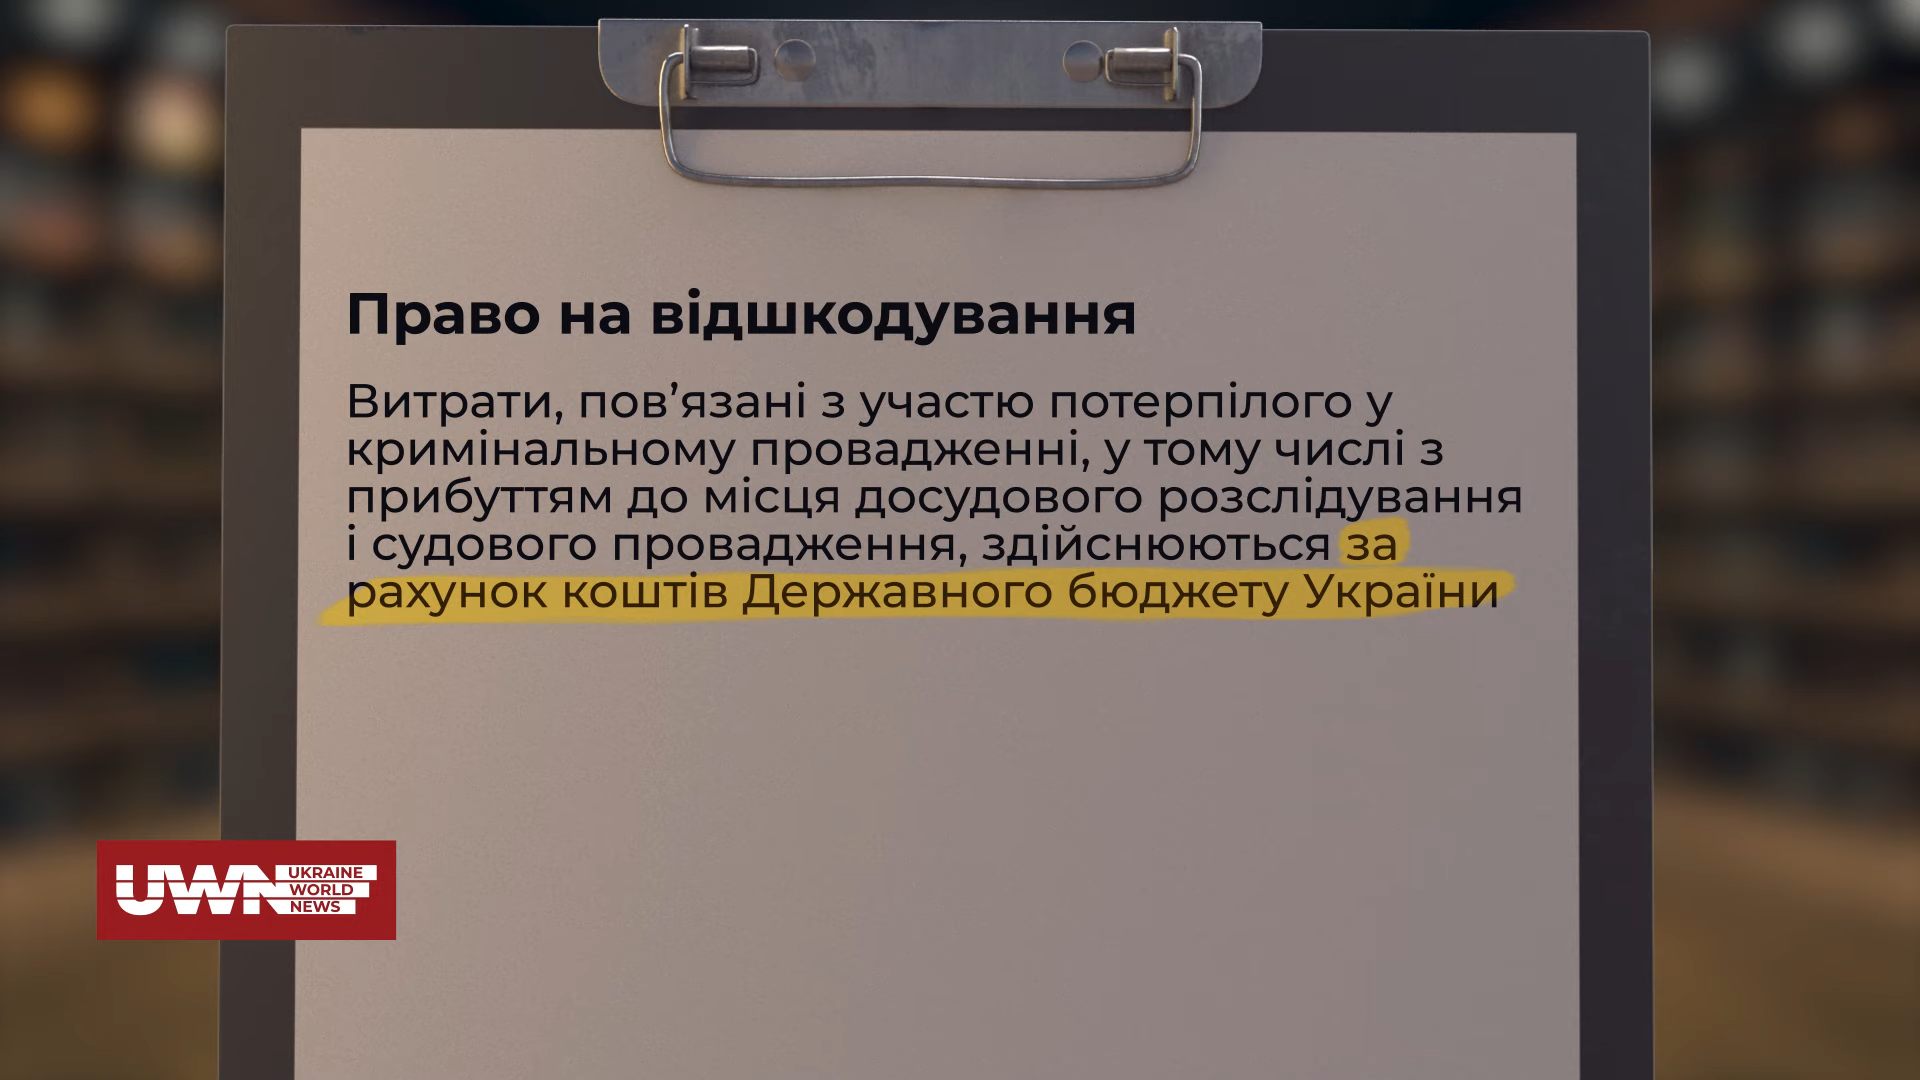 Право на відшкодування
Витрати, пов’язані з участю потерпілого у
кримінальному провадженні, у тому числі з
прибуттям до місця досудового розслідування
і судового провадження, здійснюються за
рахунок коштів Державного бюджету України
UWN UKRAINE
WORLD
NEWS